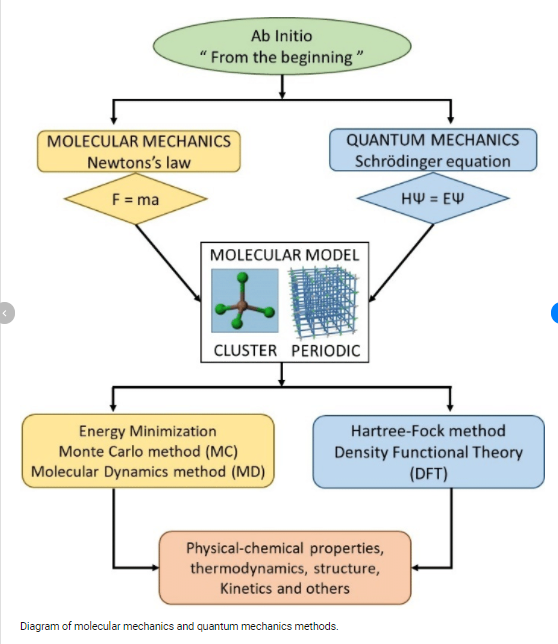 Ab Initio
“ From the beginning ”
MOLECULAR MECHANICS
Newtons’s law
QUANTUM MECHANICS
Schrödinger equation
F = ma
HΨ = EΨ
MOLECULAR MODEL
CLUSTER PERIODIC
Energy Minimization
Monte Carlo method (MC)
Molecular Dynamics method (MD)
Hartree-Fock method
Density Functional Theory
(DFT)
Physical-chemical properties,
thermodynamics, structure,
Kinetics and others
Diagram of molecular mechanics and quantum mechanics methods.